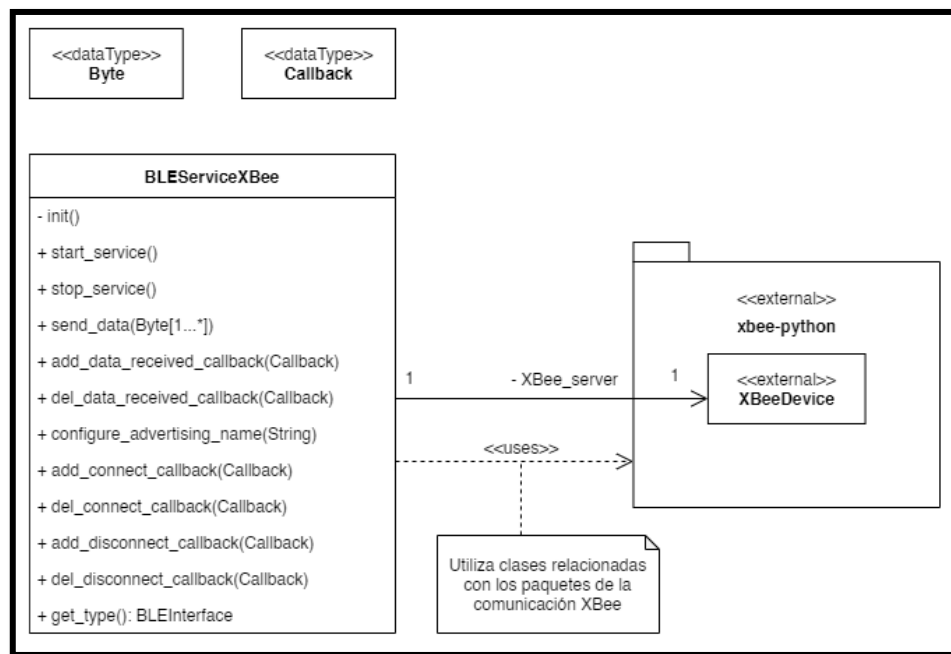 <<dataType>>
Byte
<<dataType>>
Callback
BLEServiceXBee
- init()
+ start_service()
+ stop_service()
+ send_data(Byte[1...*])
+ add_data_received_callback(Callback)
+ del_data_received_callback(Callback)
+ configure_advertising_name(String)
+ add_connect_callback(Callback)
+ del_connect_callback(Callback)
+ add_disconnect_callback(Callback)
+ del_disconnect_callback(Callback)
+ get_type(): BLEInterface
1
- XBee_server
1
<<uses>>
Utiliza clases relacionadas
con los paquetes de la
comunicación XBee
<<external>>
xbee-python
<<external>>
XBeeDevice